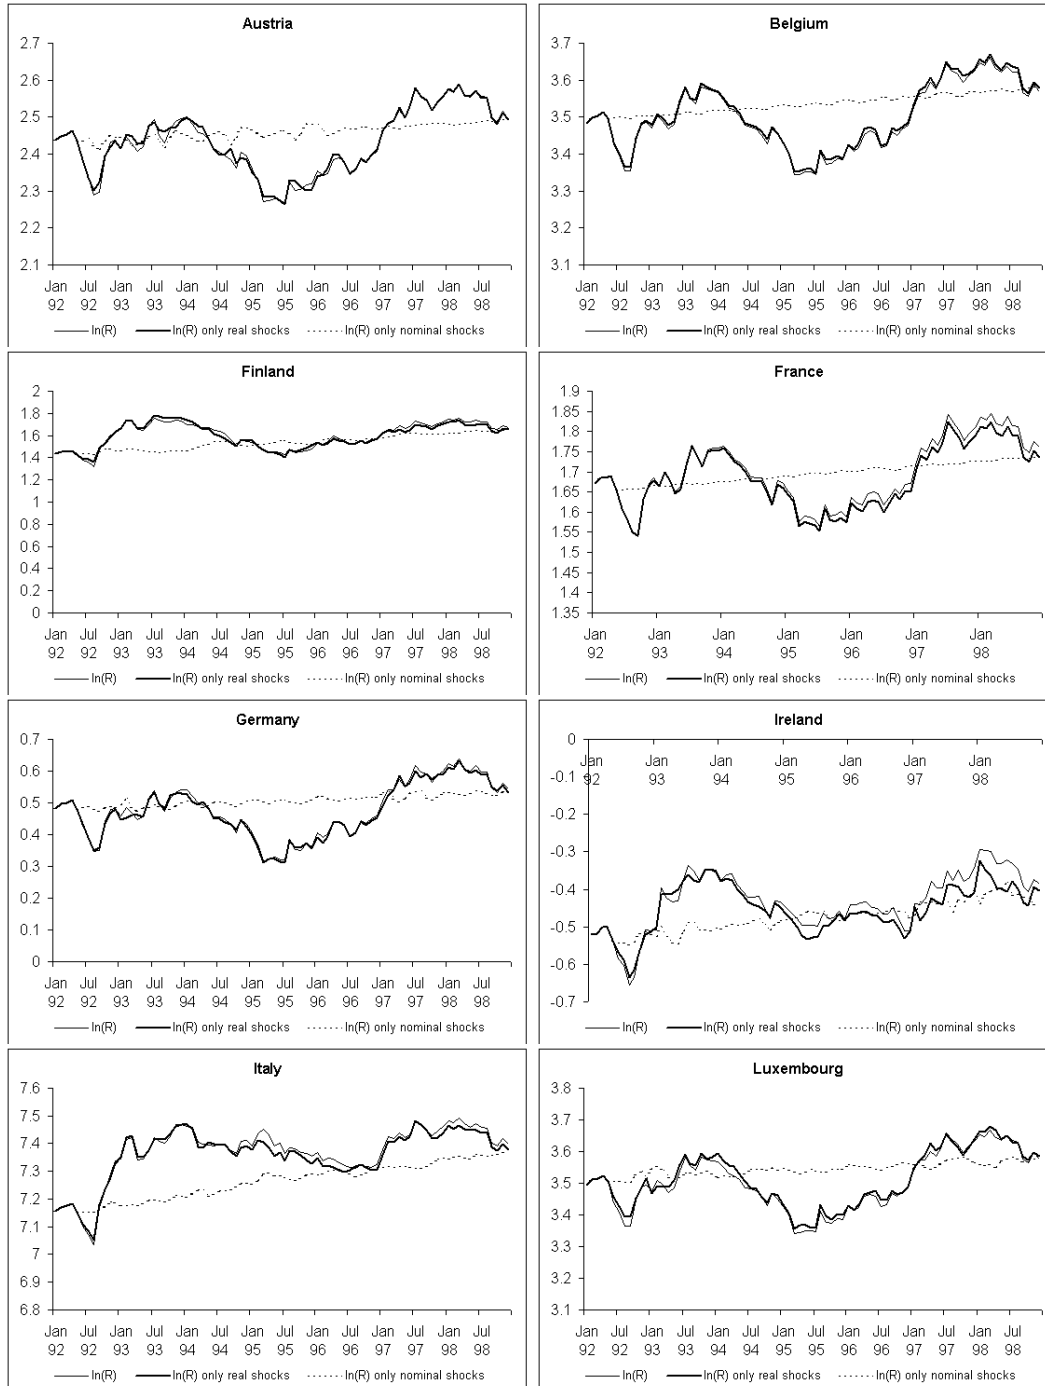 Austria
2.7
2.6
2.5
2.4
2.3
2.2
2.1
Jan Jul Jan Jul Jan Jul Jan Jul Jan Jul Jan Jul Jan Jul
92 92 93 93 94 94 95 95 96 96 97 97 98 98
ln(R) ln(R) only real shocks ln(R) only nominal shocks
Belgium
3.7
3.6
3.5
3.4
3.3
3.2
3.1
Jan Jul Jan Jul Jan Jul Jan Jul Jan Jul Jan Jul Jan Jul
92 92 93 93 94 94 95 95 96 96 97 97 98 98
ln(R) ln(R) only real shocks ln(R) only nominal shocks
Finland
2
1.8
1.6
1.4
1.2
1
0.8
0.6
0.4
0.2
0
Jan Jul Jan Jul Jan Jul Jan Jul Jan Jul Jan Jul Jan Jul
92 92 93 93 94 94 95 95 96 96 97 97 98 98
ln(R) ln(R) only real shocks ln(R) only nominal shocks
France
1.9
1.85
1.8
1.75
1.7
1.65
1.6
1.55
1.5
1.45
1.4
1.35
Jan Jan Jan Jan Jan Jan Jan
92 93 94 95 96 97 98
ln(R) ln(R) only real shocks ln(R) only nominal shocks
Germany
0.7
0.6
0.5
0.4
0.3
0.2
0.1
0
Jan Jul Jan Jul Jan Jul Jan Jul Jan Jul Jan Jul Jan Jul
92 92 93 93 94 94 95 95 96 96 97 97 98 98
ln(R) ln(R) only real shocks ln(R) only nominal shocks
Ireland
0
Jan Jan Jan Jan Jan Jan Jan
92 93 94 95 96 97 98
-0.1
-0.2
-0.3
-0.4
-0.5
-0.6
-0.7
ln(R) ln(R) only real shocks ln(R) only nominal shocks
Italy
7.6
7.5
7.4
7.3
7.2
7.1
7
6.9
6.8
Jan Jul Jan Jul Jan Jul Jan Jul Jan Jul Jan Jul Jan Jul
92 92 93 93 94 94 95 95 96 96 97 97 98 98
ln(R) ln(R) only real shocks ln(R) only nominal shocks
Luxembourg
3.8
3.7
3.6
3.5
3.4
3.3
3.2
3.1
Jan Jul Jan Jul Jan Jul Jan Jul Jan Jul Jan Jul Jan Jul
92 92 93 93 94 94 95 95 96 96 97 97 98 98
ln(R) ln(R) only real shocks ln(R) only nominal shocks